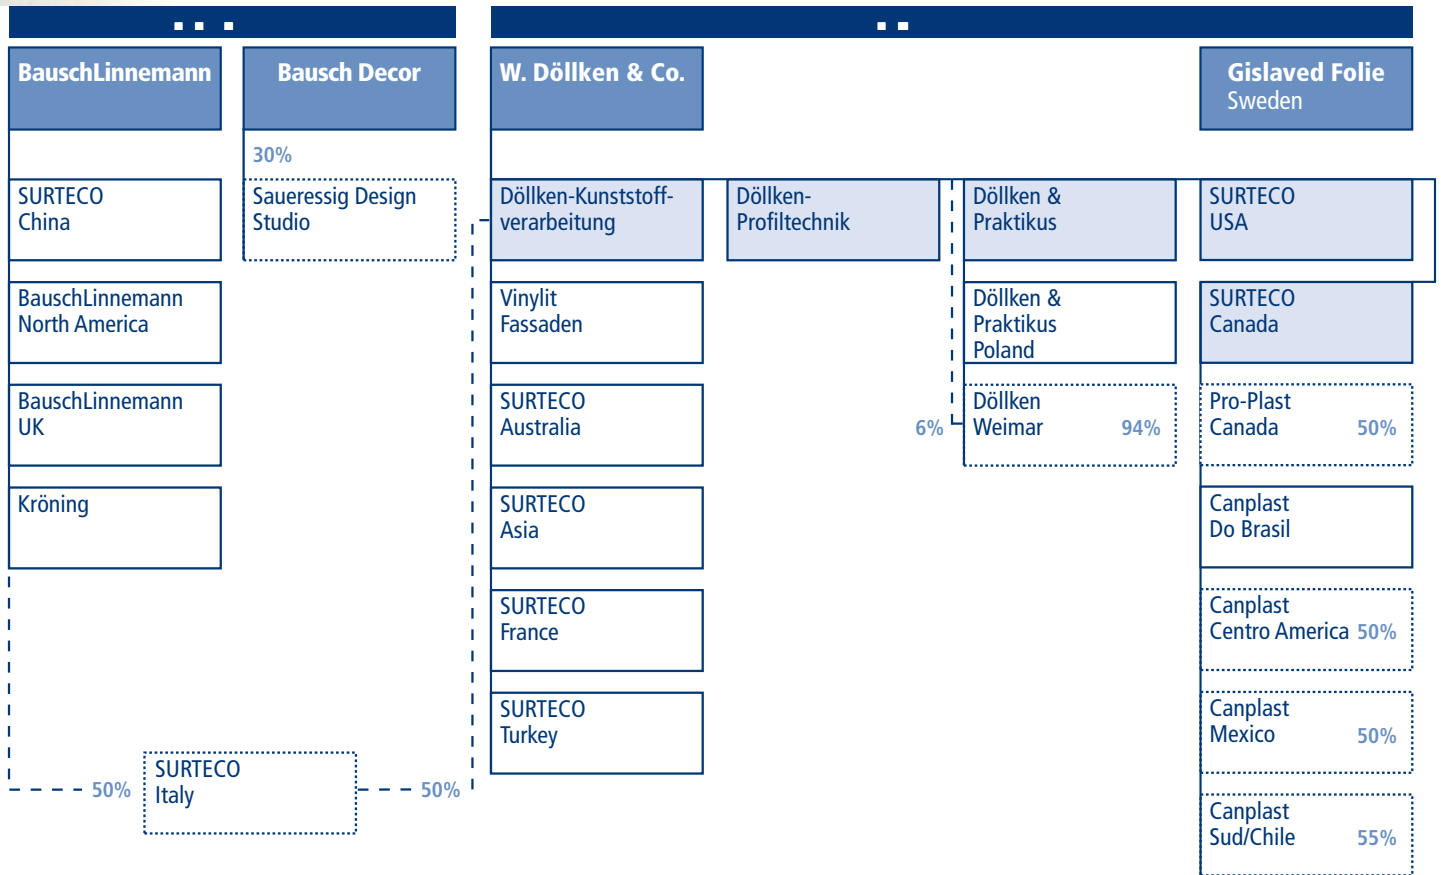 BauschLinnemann
Bausch Decor
W. Döllken & Co.
Gislaved Folie
Sweden
30%
SURTECO
China
Saueressig Design
Studio
Döllken-Kunststoff-
verarbeitung
Döllken-
Profiltechnik
Döllken &
Praktikus
SURTECO
USA
BauschLinnemann
North America
Vinylit
Fassaden
Döllken &
Praktikus
Poland
SURTECO
Canada
BauschLinnemann
UK
SURTECO
Australia
6%
Döllken
Weimar 94%
Pro-Plast
Canada 50%
Kröning
SURTECO
Asia
Canplast
Do Brasil
SURTECO
France
Canplast
Centro America 50%
SURTECO
Turkey
Canplast
Mexico 50%
50%
SURTECO
Italy
50%
Canplast
Sud/Chile 55%